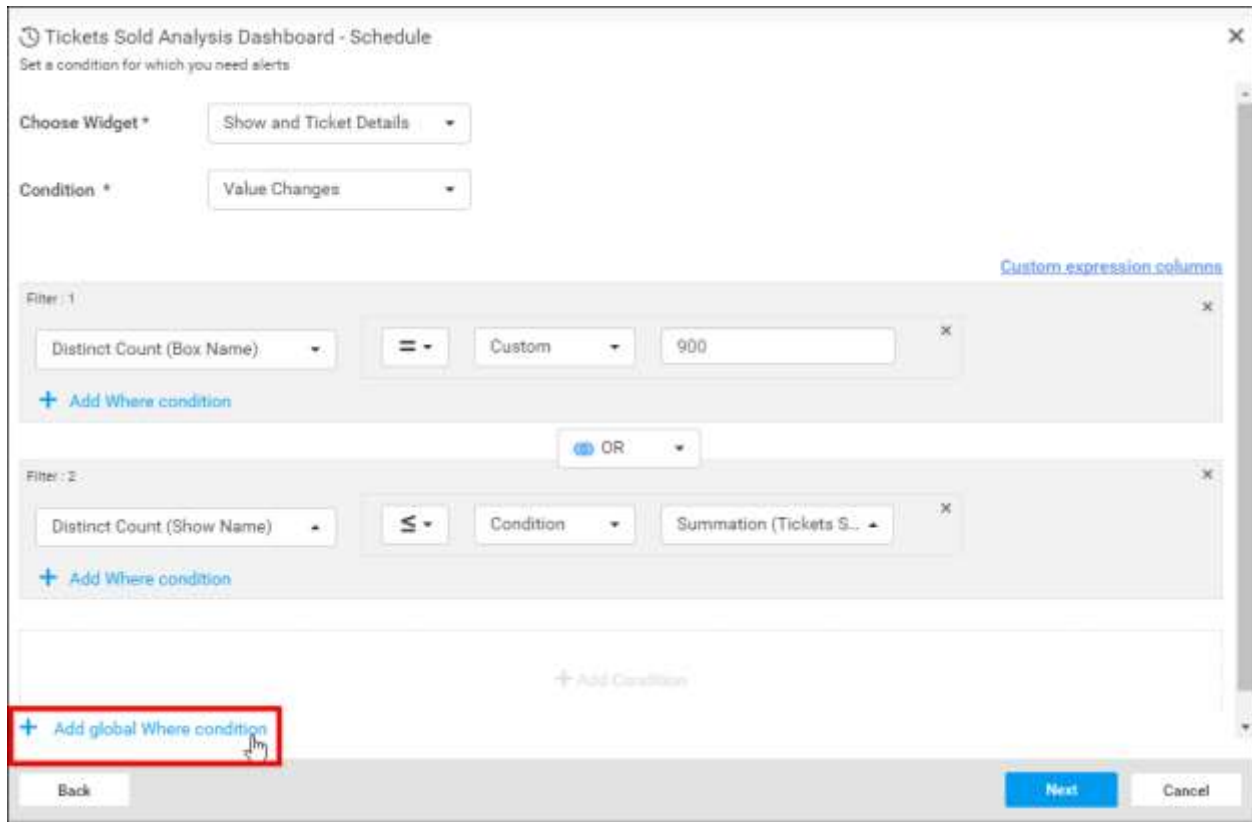 Tickets Sold Analysis Dashboard - Schedule
Set a condition for which you need alerts
Choose Widget *
Show and Ticket Details
Condition *
Value Changes
Custom expression columns
Filter : 1
Distinct Count (Box Name)
=
Custom
900
+ Add Where condition
OR
Filter : 2
Distinct Count (Show Name)
≤
Condition
Summation (Tickets S...
+ Add Where condition
+ Add Condition
+ Add global Where condition
Back
Next
Cancel